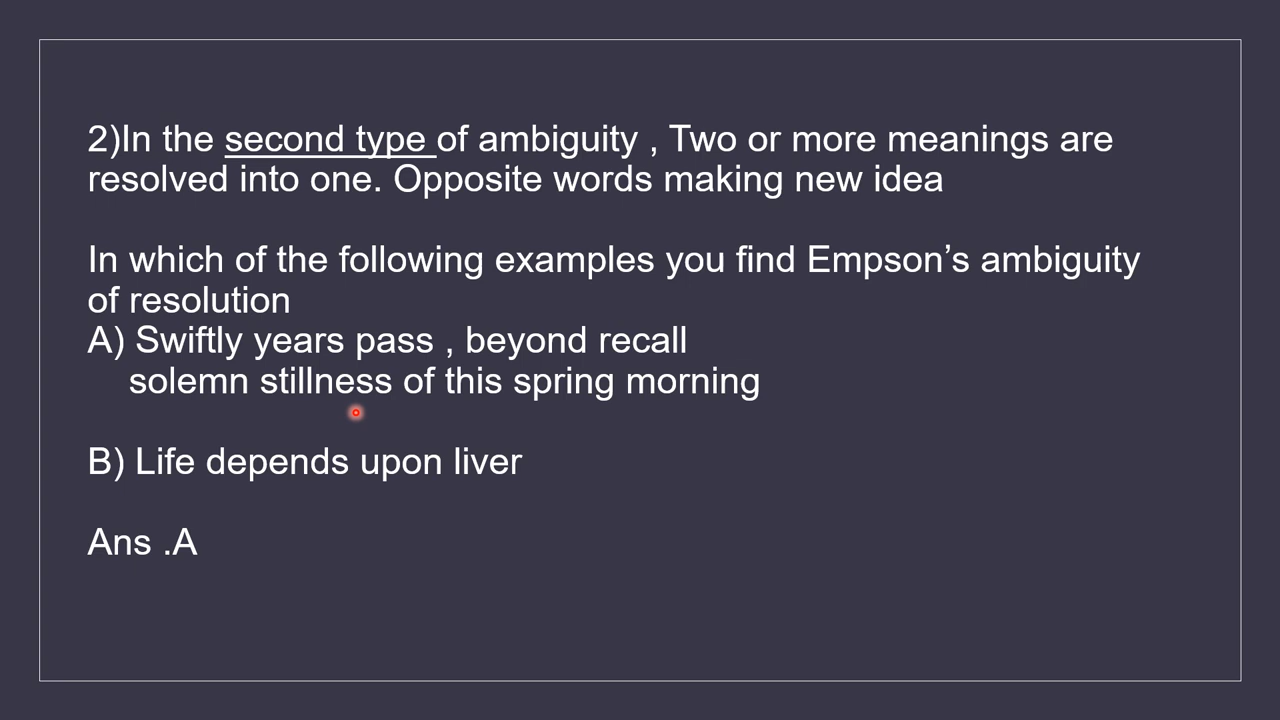 2)In the second type of ambiguity , Two or more meanings are
resolved into one. Opposite words making new idea
In which of the following examples you find Empson’s ambiguity
of resolution
A) Swiftly years pass , beyond recall
solemn stillness of this spring morning
B) Life depends upon liver
Ans .A